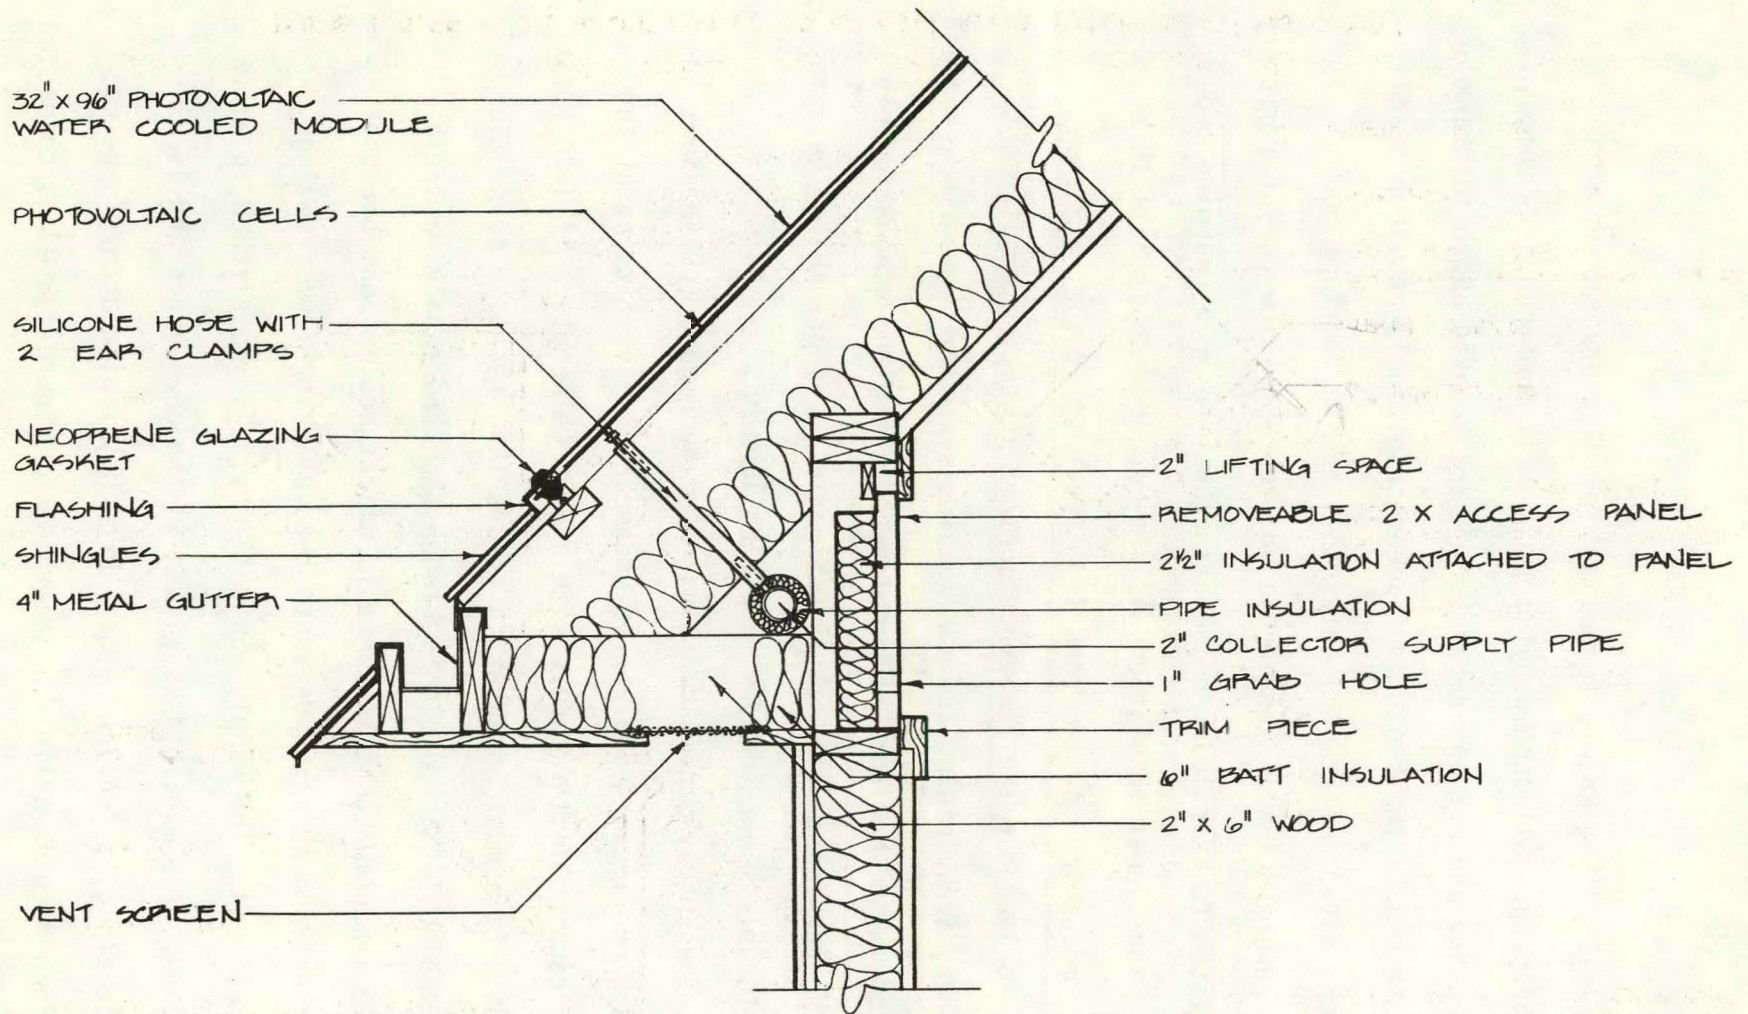 32" X 96" PHOTOVOLTAIC
WATER COOLED MODULE
PHOTOVOLTAIC CELLS
SILICONE HOSE WITH
2 EAR CLAMPS
NEOPRENE GLAZING
GASKET
FLASHING
SHINGLES
4" METAL GUTTER
VENT SCREEN
2" LIFTING SPACE
REMOVEABLE 2 X ACCESS PANEL
2½" INSULATION ATTACHED TO PANEL
PIPE INSULATION
2" COLLECTOR SUPPLY PIPE
1" GRAB HOLE
TRIM PIECE
6" BATT INSULATION
2" X 6" WOOD